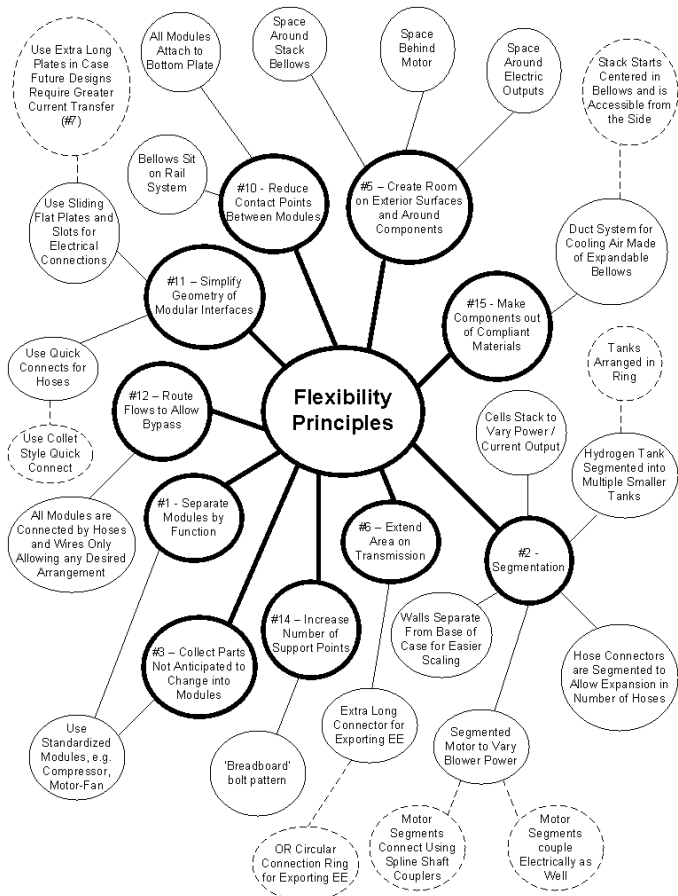 Use Extra Long
Plates in Case
Future Designs
Require Greater
Current Transfer
(#7)
All Modules
Attach to
Bottom Plate
Space
Around
Stack
Bellows
Space
Behind
Motor
Space
Around
Electric
Outputs
Stack Starts
Centered in
Bellows and is
Accessible from
the Side
Bellows Sit
on Rail
System
#10 - Reduce
Contact Points
Between Modules
#5 – Create Room
on Exterior Surfaces
and Around
Components
Use Sliding
Flat Plates and
Slots for
Electrical
Connections
Duct System for
Cooling Air Made
of Expandable
Bellows
#11 – Simplify
Geometry of
Modular Interfaces
#15 - Make
Components out
of Compliant
Materials
Use Quick
Connects for
Hoses
Tanks
Arranged in
Ring
#12 – Route
Flows to Allow
Bypass
Flexibility
Principles
Use Collet
Style Quick
Connect
Cells Stack to
Vary Power /
Current Output
Hydrogen Tank
Segmented into
Multiple Smaller
Tanks
All Modules are
Connected by Hoses
and Wires Only
Allowing any Desired
Arrangement
#1 - Separate
Modules by
Function
#6 – Extend
Area on
Transmission
#2 -
Segmentation
#3 – Collect Parts
Not Anticipated to
Change into
Modules
#14 – Increase
Number of
Support Points
Walls Separate
From Base of
Case for Easier
Scaling
Hose Connectors
are Segmented to
Allow Expansion in
Number of Hoses
Use
Standardized
Modules, e.g.
Compressor,
Motor-Fan
'Breadboard'
bolt pattern
Extra Long
Connector for
Exporting EE
Segmented
Motor to Vary
Blower Power
OR Circular
Connection Ring
for Exporting EE
Motor
Segments
Connect Using
Spline Shaft
Couplers
Motor
Segments
couple
Electrically as
Well